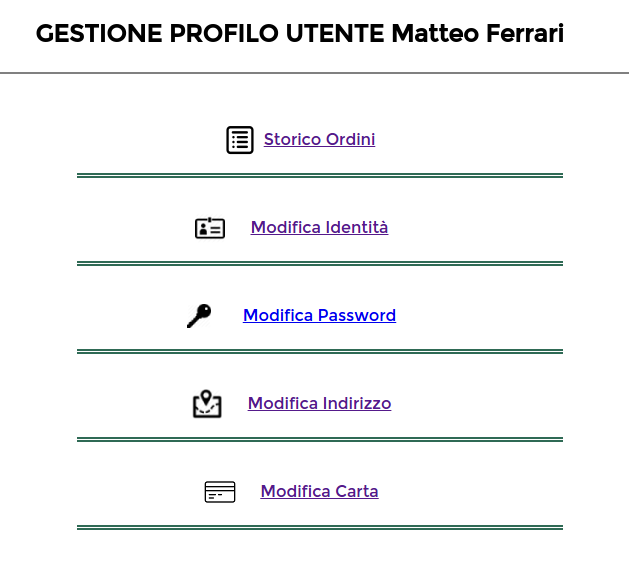 GESTIONE PROFILO UTENTE Matteo Ferrari
Storico Ordini
Modifica Identità
Modifica Password
Modifica Indirizzo
Modifica Carta